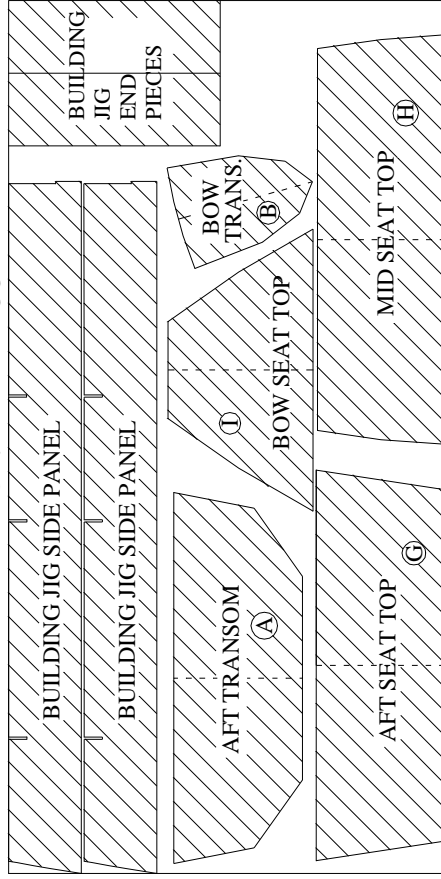 BUILDING JIG SIDE PANEL
BUILDING JIG SIDE PANEL
BUILDING
JIG
END
PIECES
AFT TRANSOM
A
BOW SEAT TOP
I
BOW
TRANS.
B
AFT SEAT TOP
G
MID SEAT TOP
H